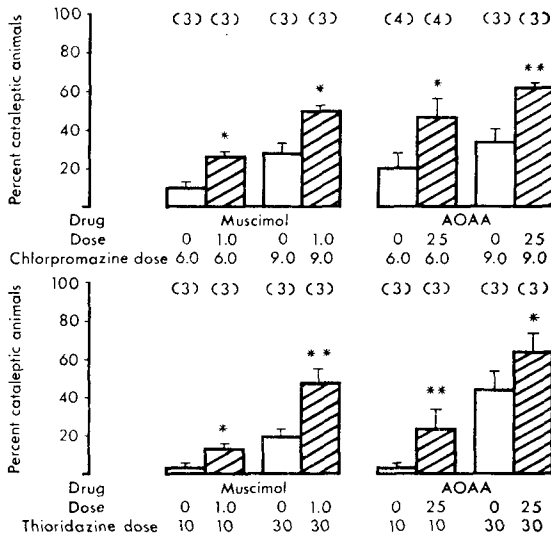 100 (3) (3) (3) (3) (4) (4) (3) (3)
80
60
40
20
Percent cataleptic animals
* * * **
Drug Muscimol AOAA
Dose 0 1.0 0 1.0 0 25 0 25
Chlorpromazine dose 6.0 6.0 9.0 9.0 6.0 6.0 9.0 9.0
100 (3) (3) (3) (3) (3) (3) (3) (3)
80
60
40
20
Percent cataleptic animals
* ** ** *
Drug Muscimol AOAA
Dose 0 1.0 0 1.0 0 25 0 25
Thioridazine dose 10 10 30 30 10 10 30 30